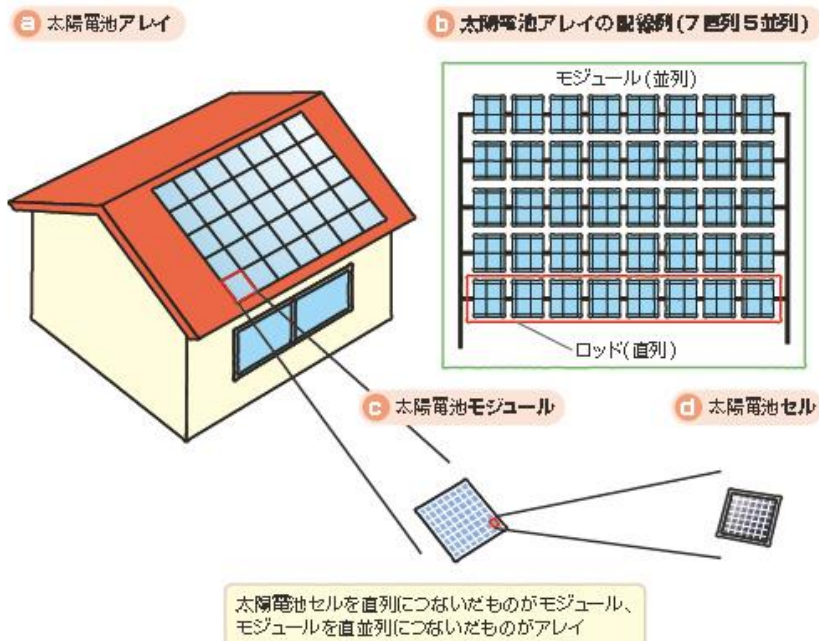 a 太陽電池アレイ
b 太陽電池アレイの配線例(7直列5並列)
モジュール(並列)
ロッド(直列)
c 太陽電池モジュール
d 太陽電池セル
太陽電池セルを直列につないだものがモジュール、
モジュールを直並列につないだものがアレイ